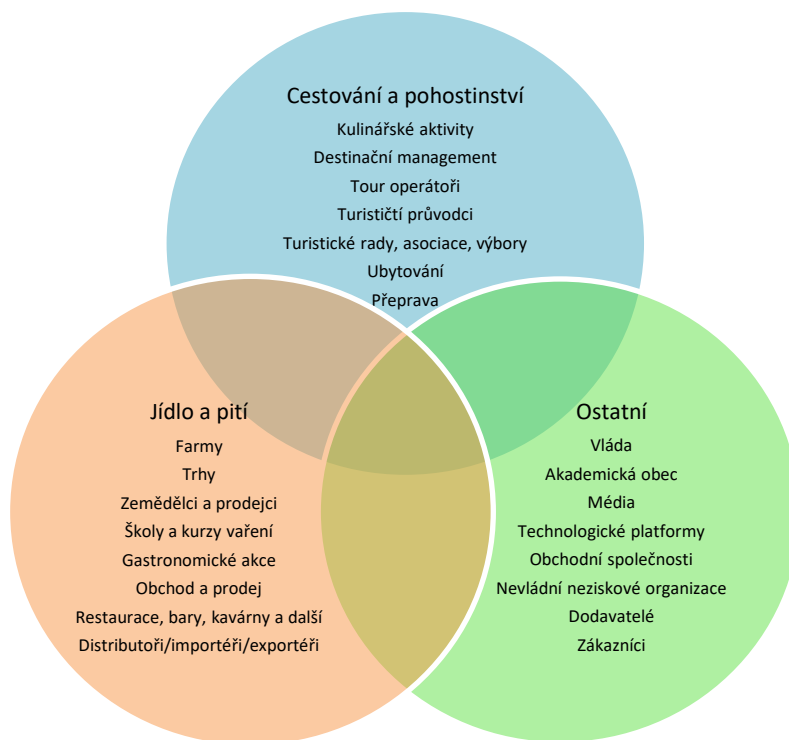 Cestování a pohostinství
Kulinářské aktivity
Destinační management
Tour operátoři
Turističtí průvodci
Turistické rady, asociace, výbory
Ubytování
Přeprava
Jídlo a pití
Farmy
Trhy
Zemědělci a prodejci
Školy a kurzy vaření
Gastronomické akce
Obchod a prodej
Restaurace, bary, kavárny a další
Distributoři/importéři/exportéři
Ostatní
Vláda
Akademická obec
Média
Technologické platformy
Obchodní společnosti
Nevládní neziskové organizace
Dodavatelé
Zákazníci